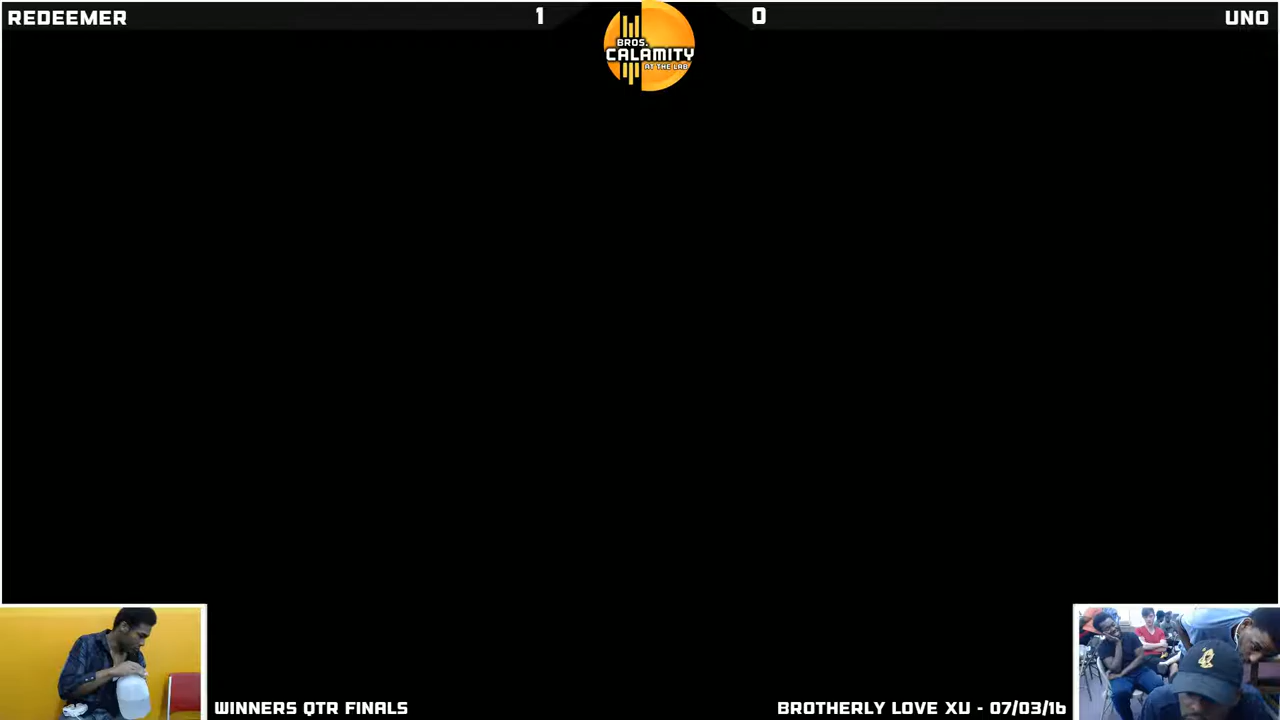 REDEEMER 1 0 UNO
BROS.
CALAMITY
AT THE LAB
WINNERS QTR FINALS
BROTHERLY LOVE XU - 07/03/16